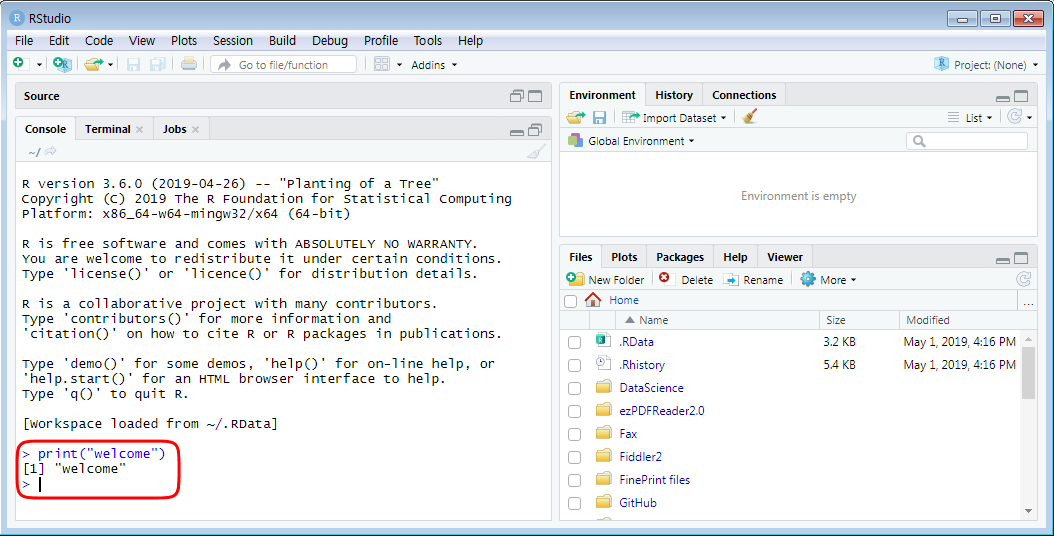 RStudio
File Edit Code View Plots Session Build Debug Profile Tools Help
Go to file/function Addins Project: (None)
Source
Console Terminal Jobs
~/
R version 3.6.0 (2019-04-26) -- "Planting of a Tree"
Copyright (C) 2019 The R Foundation for Statistical Computing
Platform: x86_64-w64-mingw32/x64 (64-bit)
R is free software and comes with ABSOLUTELY NO WARRANTY.
You are welcome to redistribute it under certain conditions.
Type 'license()' or 'licence()' for distribution details.
R is a collaborative project with many contributors.
Type 'contributors()' for more information and
'citation()' on how to cite R or R packages in publications.
Type 'demo()' for some demos, 'help()' for on-line help, or
'help.start()' for an HTML browser interface to help.
Type 'q()' to quit R.
[Workspace loaded from ~/.RData]
> print("welcome")
[1] "welcome"
>
Environment History Connections
Import Dataset List
Global Environment
Environment is empty
Files Plots Packages Help Viewer
New Folder Delete Rename More
Home ...
Name Size Modified
.RData 3.2 KB May 1, 2019, 4:16 PM
.Rhistory 5.4 KB May 1, 2019, 4:16 PM
DataScience
ezPDFReader2.0
Fax
Fiddler2
FinePrint files
GitHub